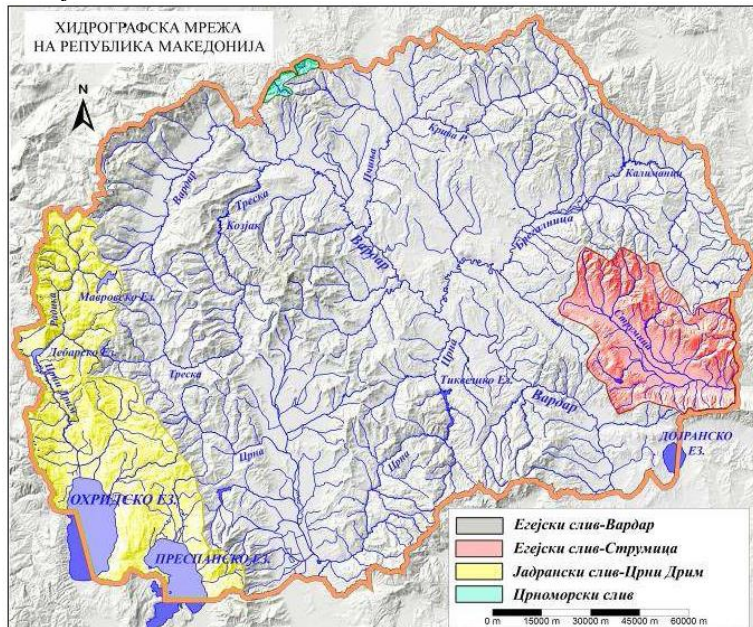 ХИДРОГРАФСКА МРЕЖА
НА РЕПУБЛИКА МАКЕДОНИЈА
N
Крива Р.
Пчиња
Калиманци
Вардар
Треска
Козјак
Брегалница
Вардар
Мавровско Ез.
Радика
Струмица
Дебарско Ез.
Црна
Црни Дрим
Треска
Тиквешко Ез.
Вардар
ДОЈРАНСКО
ЕЗ.
Црна
Црна
ОХРИДСКО ЕЗ.
ПРЕСПАНСКО ЕЗ.
Егејски слив-Вардар
Егејски слив-Струмица
Јадрански слив-Црни Дрим
Црноморски слив
0 m 15000 m 30000 m 45000 m 60000 m